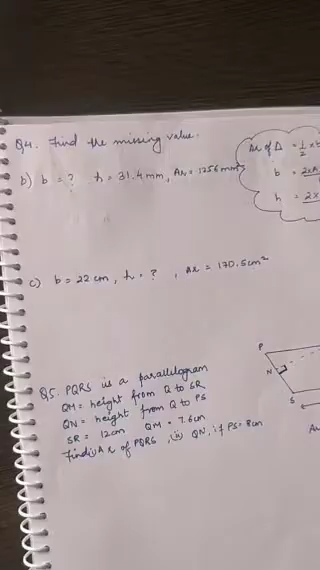 Q4. Find the missing value.
Ar of Δ = 1/2 × b
b) b = ? h = 31.4 mm, Ar = 1256 mm²
b = 2×A
h = 2×
c) b = 22 cm, h = ? , Ar = 170.5 cm²
Q5. PQRS is a parallelogram
QM = height from Q to SR
QN = height from Q to PS
SR = 12cm QM = 7.6cm
Find (i) Ar of PQRS , (ii) QN, if PS = 8cm
P
N
S
Ar